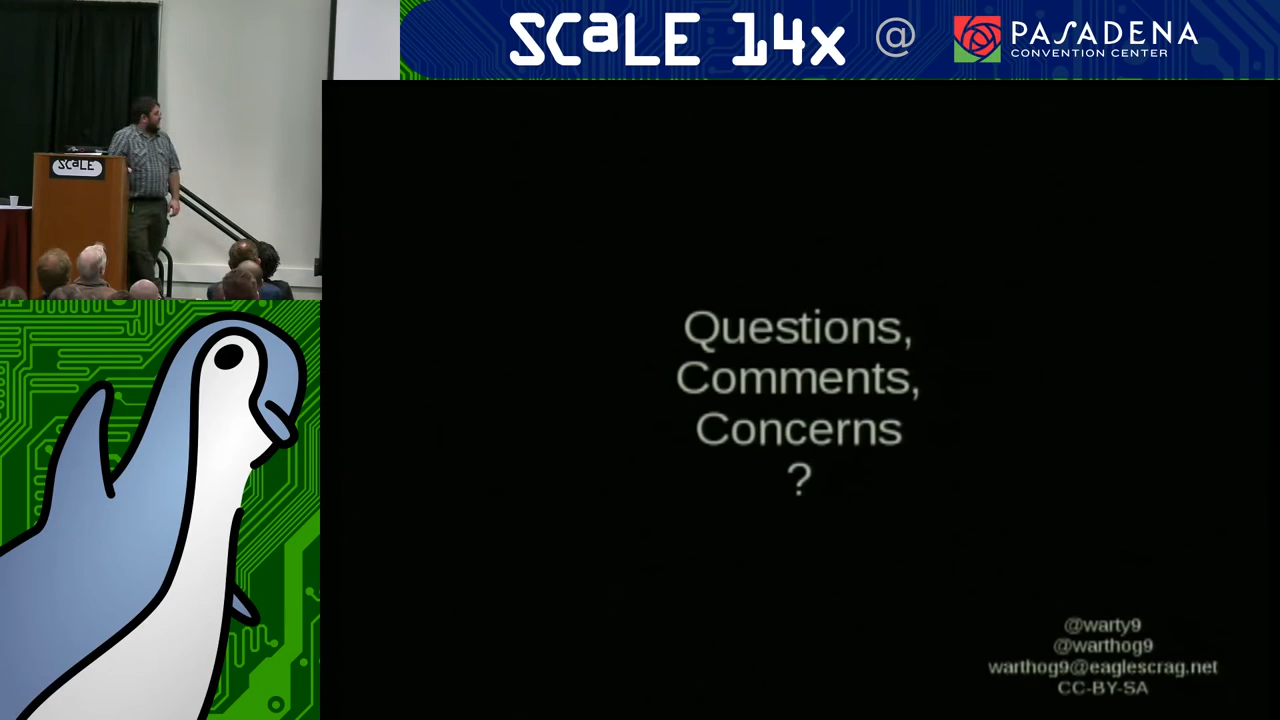 SCaLE 14x @ PASADENA
CONVENTION CENTER
SCaLE
Questions,
Comments,
Concerns
?
@warty9
@warthog9
warthog9@eaglescrag.net
CC-BY-SA